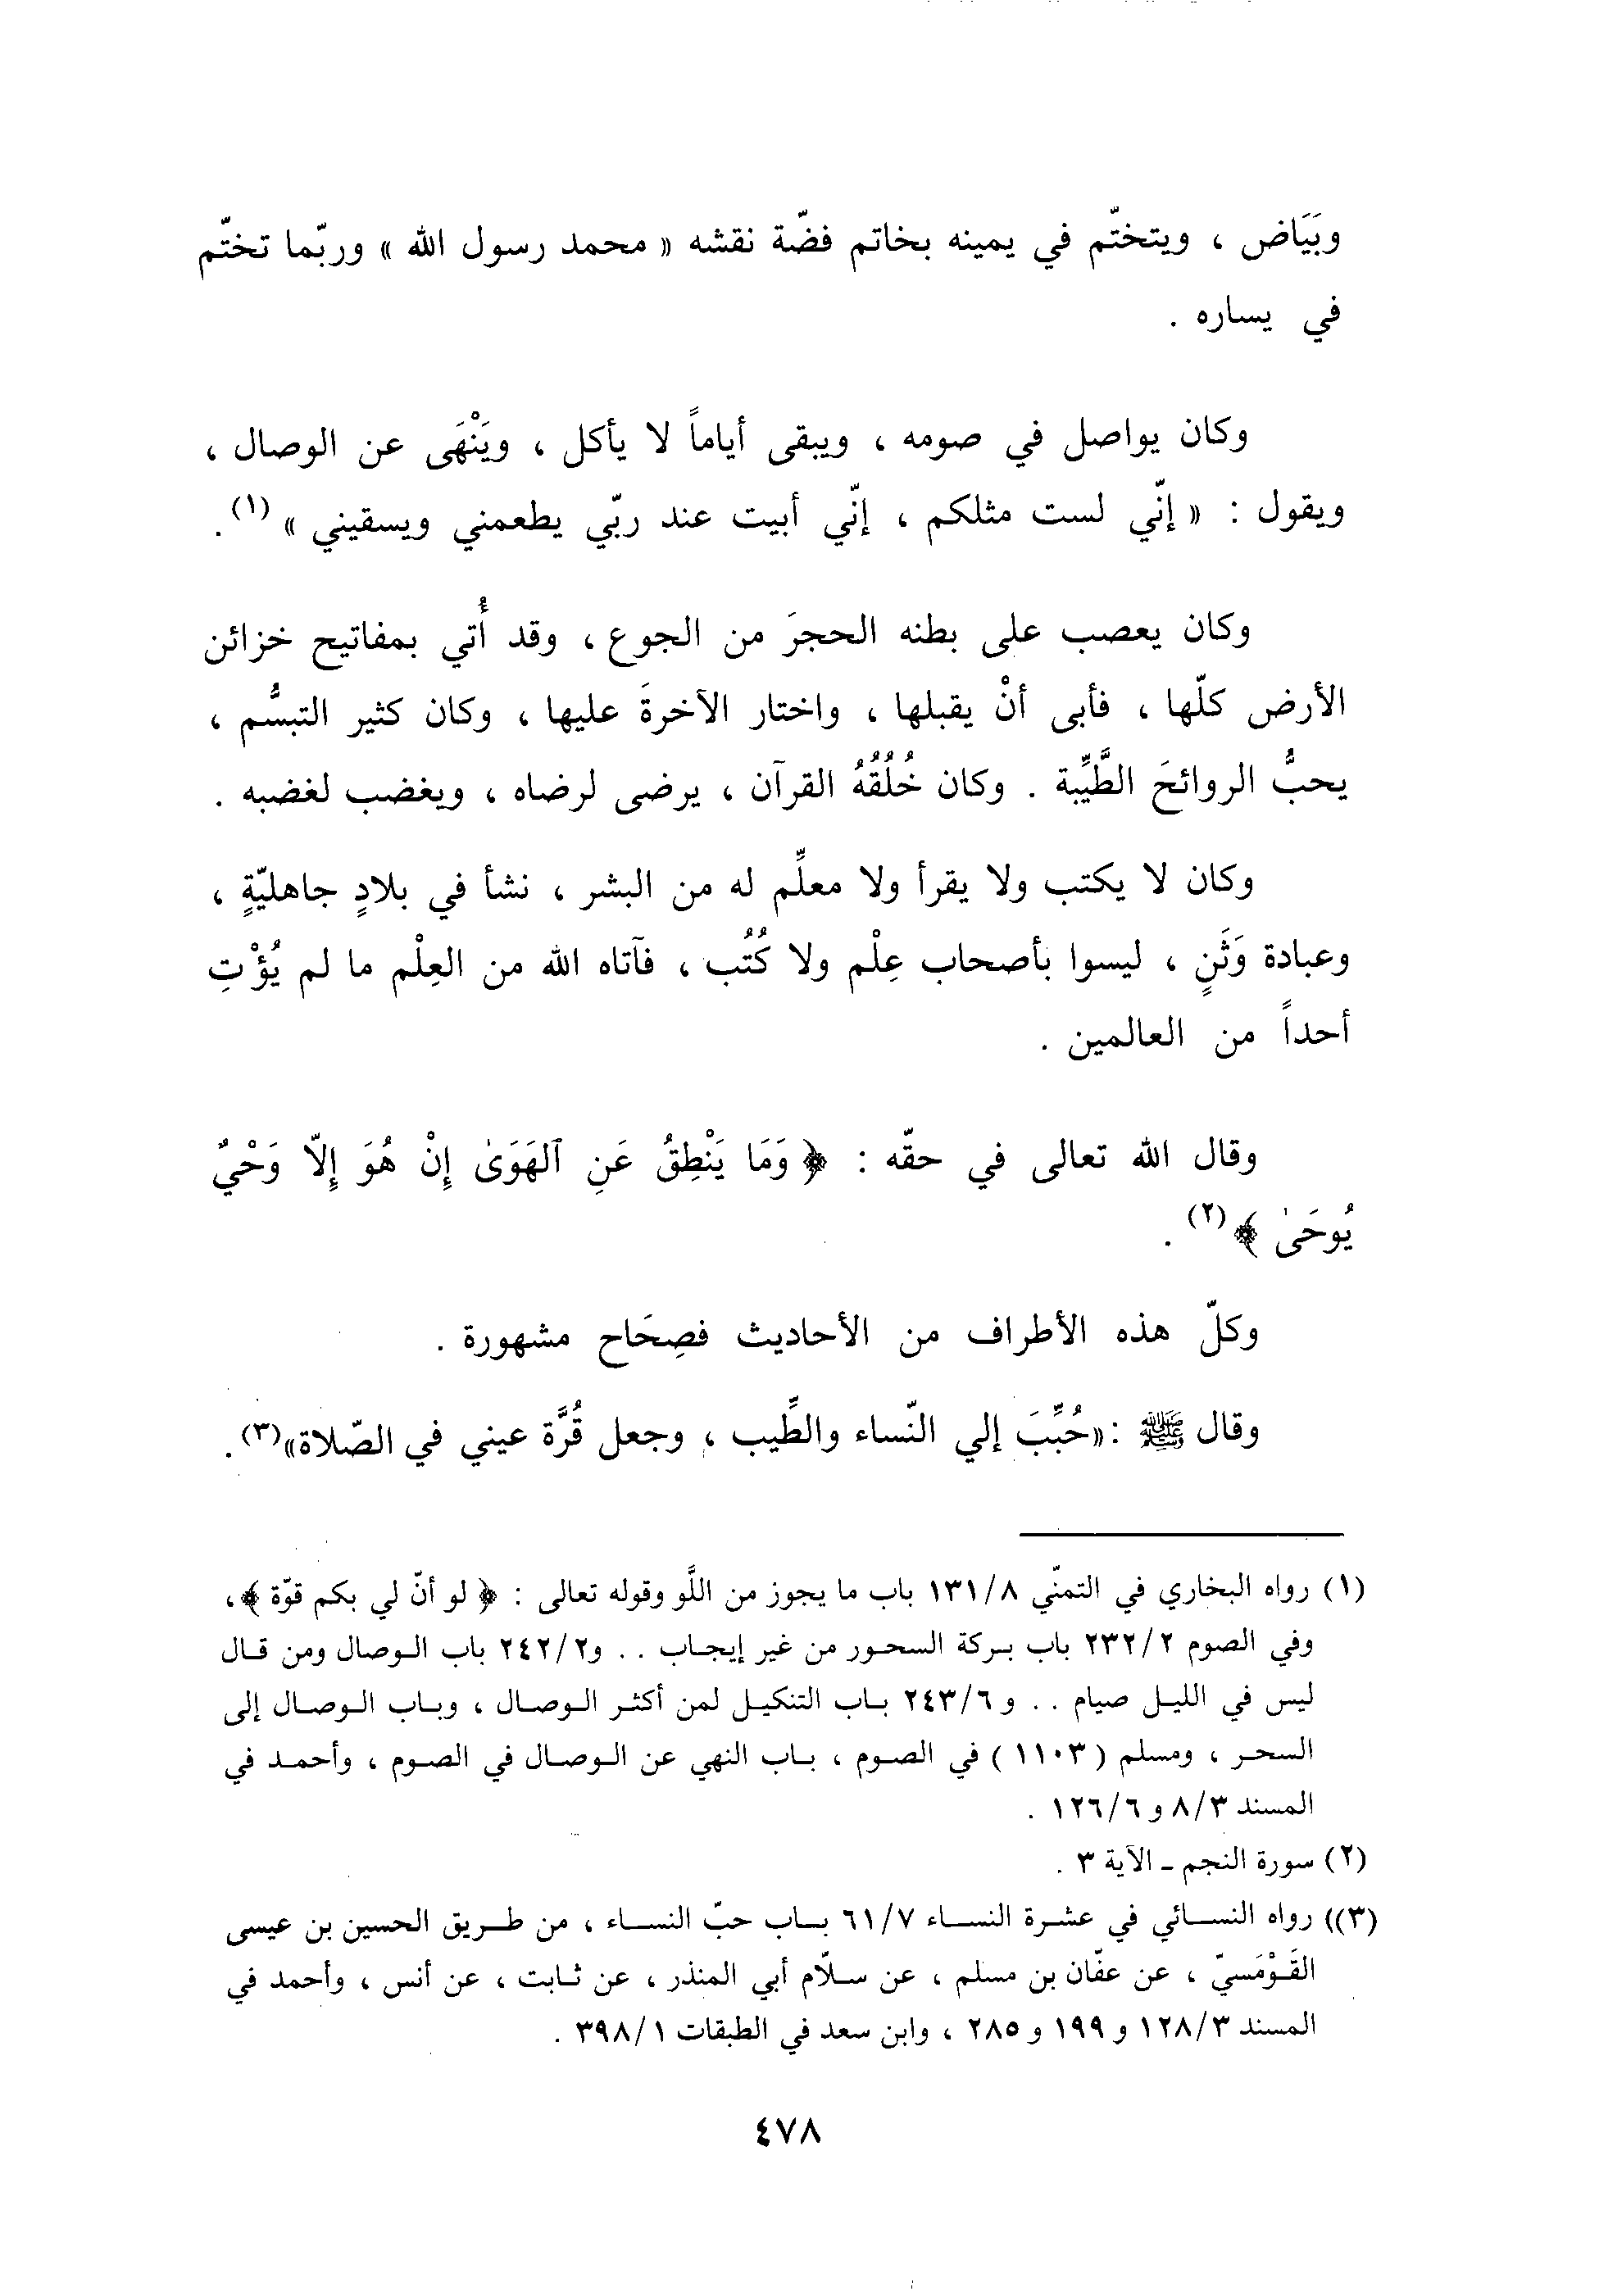 وبَيَاض ، ويتختّم في يمينه بخاتم فضّة نقشه « محمد رسول الله » وربّما تختّم
في يساره .
وكان يواصل في صومه ، ويبقى أياماً لا يأكل ، ويَنْهَى عن الوصال ،
ويقول : « إنّي لست مثلكم ، إنّي أبيت عند ربّي يطعمني ويسقيني » (١) .
وكان يعصب على بطنه الحجرَ من الجوع ، وقد أُتي بمفاتيح خزائن
الأرض كلّها ، فأبى أنْ يقبلها ، واختار الآخرةَ عليها ، وكان كثير التبسُّم ،
يحبُّ الروائحَ الطَّيِّبة . وكان خُلُقُهُ القرآن ، يرضى لرضاه ، ويغضب لغضبه .
وكان لا يكتب ولا يقرأ ولا معلِّم له من البشر ، نشأ في بلادٍ جاهليّةٍ ،
وعبادة وَثَنٍ ، ليسوا بأصحاب عِلْم ولا كُتُب ، فآتاه الله من العِلْم ما لم يُؤْتِ
أحداً من العالمين .
وقال الله تعالى في حقّه : ﴿ وَمَا يَنْطِقُ عَنِ ٱلهَوَىٰ إِنْ هُوَ إِلاّ وَحْيٌ
يُوحَىٰ ﴾ (٢) .
وكلّ هذه الأطراف من الأحاديث فصِحَاح مشهورة .
وقال ﷺ : «حُبِّبَ إلي النّساء والطِّيب ، وجعل قُرَّة عيني في الصّلاة»(٣) .
(١) رواه البخاري في التمنّي ١٣١/٨ باب ما يجوز من اللَّو وقوله تعالى : ﴿ لو أنّ لي بكم قوّة ﴾ ،
وفي الصوم ٢٣٢/٢ باب بركة السحور من غير إيجاب . . و٢٤٢/٢ باب الوصال ومن قال
ليس في الليل صيام . . و ٢٤٣/٦ باب التنكيل لمن أكثر الوصال ، وباب الوصال إلى
السحر ، ومسلم ( ١١٠٣ ) في الصوم ، باب النهي عن الوصال في الصوم ، وأحمد في
المسند ٨/٣ و ١٢٦/٦ .
(٢) سورة النجم - الآية ٣ .
(٣)) رواه النسائي في عشرة النساء ٦١/٧ باب حبّ النساء ، من طريق الحسين بن عيسى
القَوْمَسيّ ، عن عفّان بن مسلم ، عن سلاّم أبي المنذر ، عن ثابت ، عن أنس ، وأحمد في
المسند ١٢٨/٣ و ١٩٩ و ٢٨٥ ، وابن سعد في الطبقات ٣٩٨/١ .
٤٧٨